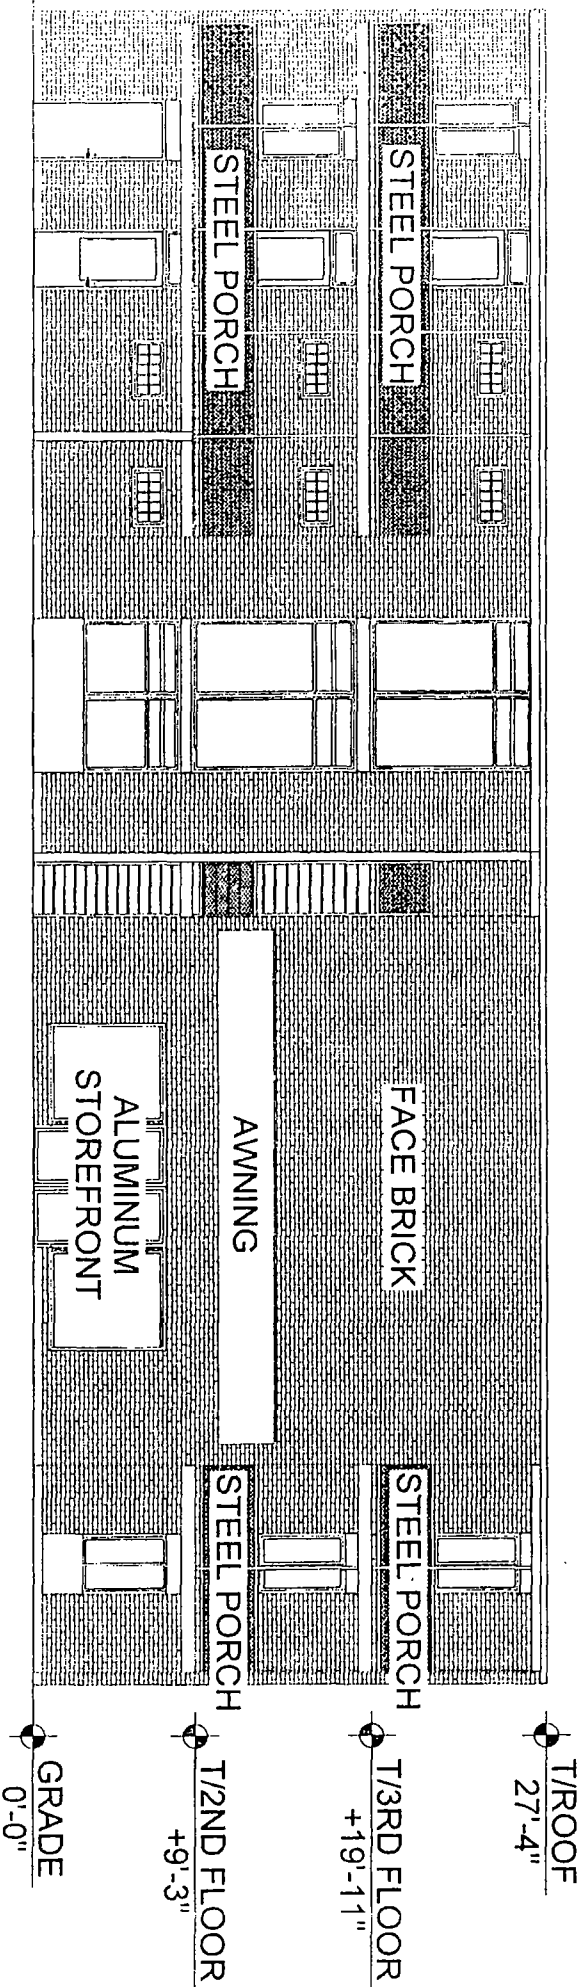 STEEL PORCH
STEEL PORCH
FACE BRICK
AWNING
ALUMINUM
STOREFRONT
STEEL PORCH
STEEL PORCH
T/ROOF
27'-4"
T/3RD FLOOR
+19'-11"
T/2ND FLOOR
+9'-3"
GRADE
0'-0"